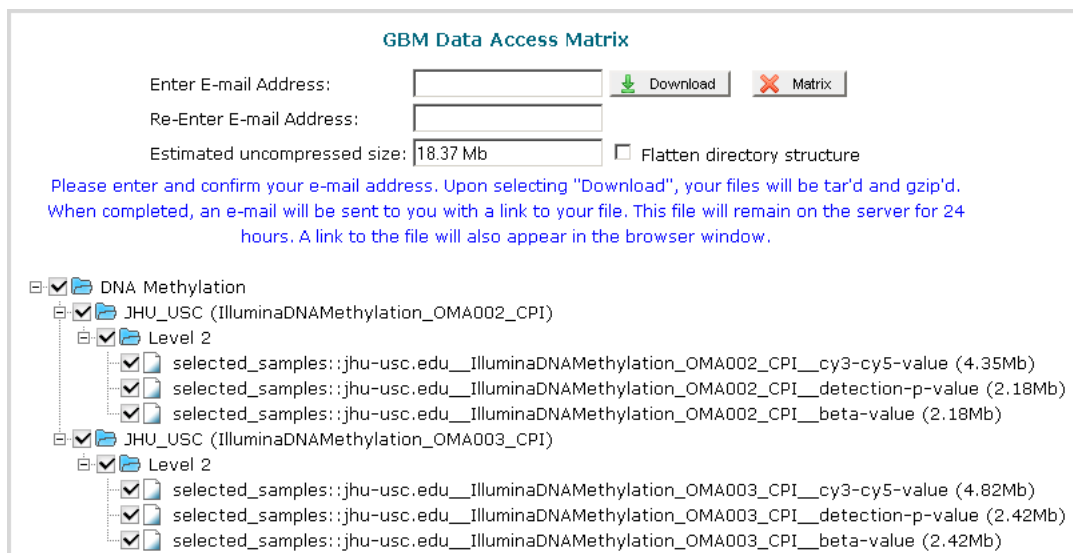 GBM Data Access Matrix
Enter E-mail Address: Download Matrix
Re-Enter E-mail Address:
Estimated uncompressed size: 18.37 Mb Flatten directory structure
Please enter and confirm your e-mail address. Upon selecting "Download", your files will be tar'd and gzip'd.
When completed, an e-mail will be sent to you with a link to your file. This file will remain on the server for 24
hours. A link to the file will also appear in the browser window.
DNA Methylation
JHU_USC (IlluminaDNAMethylation_OMA002_CPI)
Level 2
selected_samples::jhu-usc.edu__IlluminaDNAMethylation_OMA002_CPI__cy3-cy5-value (4.35Mb)
selected_samples::jhu-usc.edu__IlluminaDNAMethylation_OMA002_CPI__detection-p-value (2.18Mb)
selected_samples::jhu-usc.edu__IlluminaDNAMethylation_OMA002_CPI__beta-value (2.18Mb)
JHU_USC (IlluminaDNAMethylation_OMA003_CPI)
Level 2
selected_samples::jhu-usc.edu__IlluminaDNAMethylation_OMA003_CPI__cy3-cy5-value (4.82Mb)
selected_samples::jhu-usc.edu__IlluminaDNAMethylation_OMA003_CPI__detection-p-value (2.42Mb)
selected_samples::jhu-usc.edu__IlluminaDNAMethylation_OMA003_CPI__beta-value (2.42Mb)